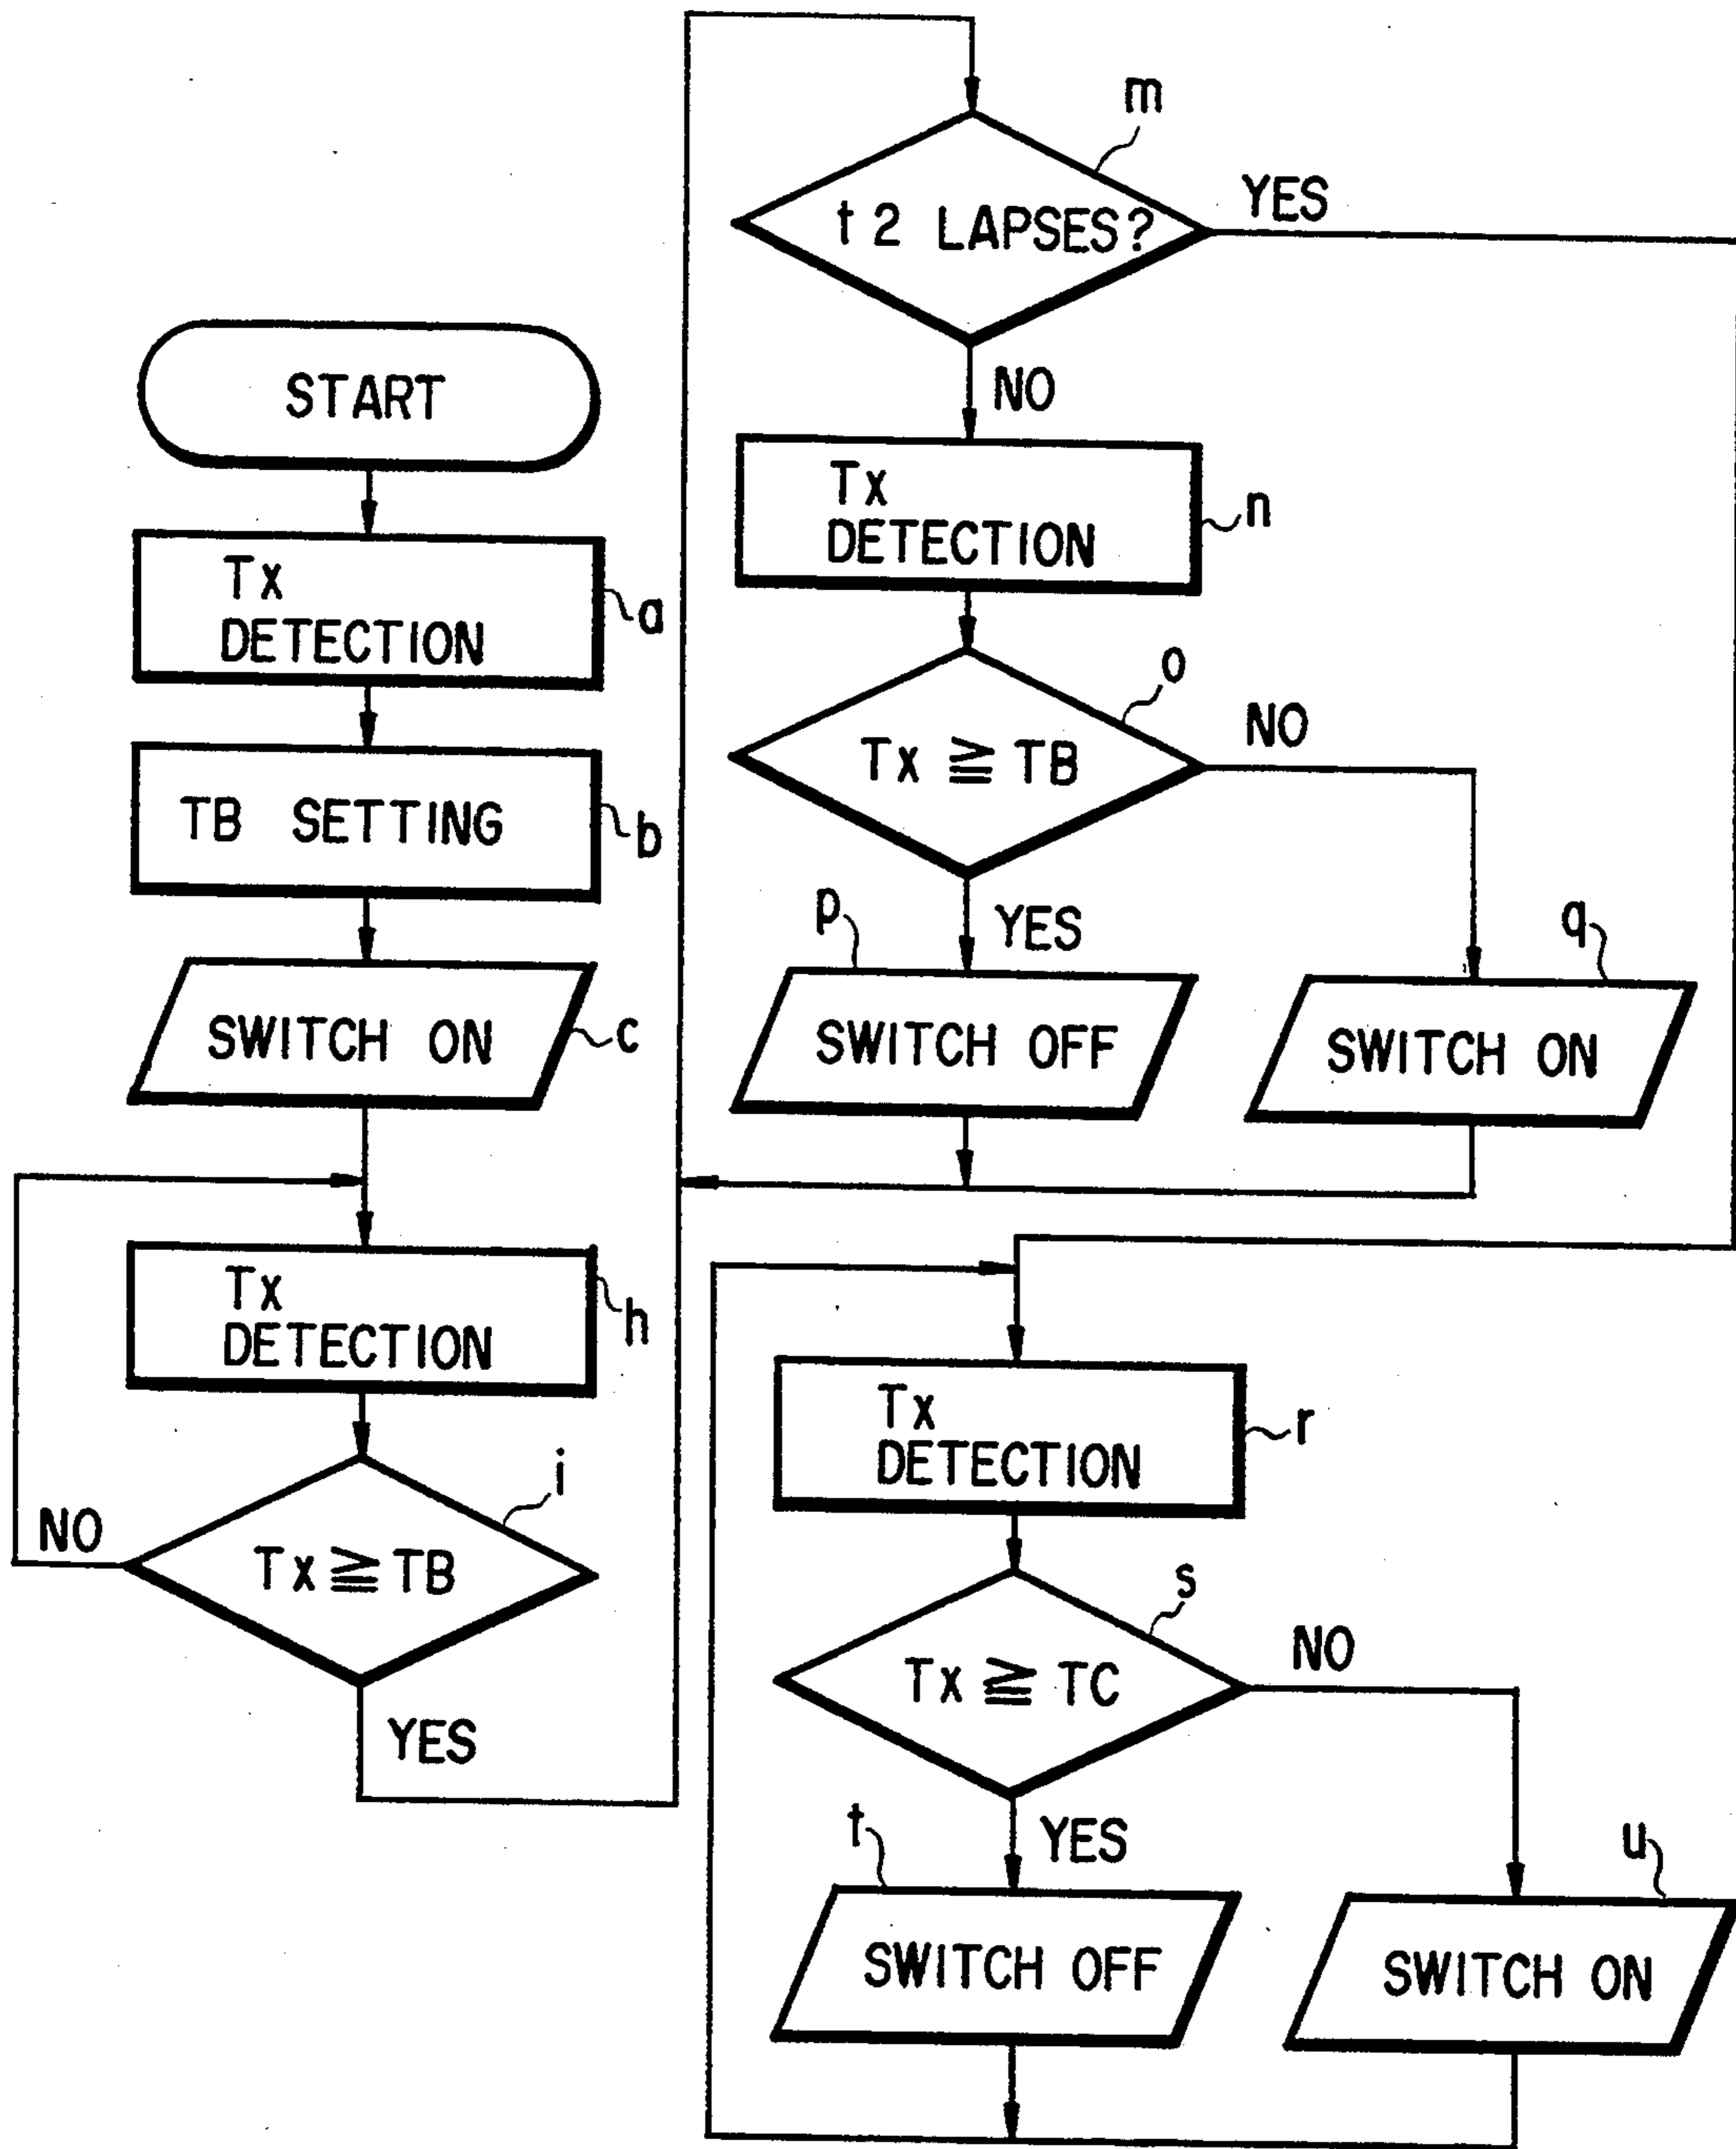 START
Tx
DETECTION
a
TB SETTING
b
SWITCH ON
c
Tx
DETECTION
h
i
NO
Tx ≧ TB
YES
m
t2 LAPSES?
YES
NO
Tx
DETECTION
n
o
Tx ≧ TB
NO
YES
p
q
SWITCH OFF
SWITCH ON
Tx
DETECTION
r
s
Tx ≧ TC
NO
YES
t
u
SWITCH OFF
SWITCH ON